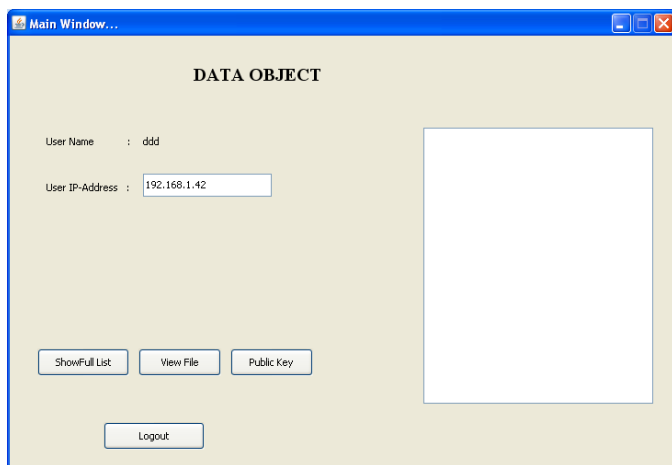 Main Window...
DATA OBJECT
User Name : ddd
User IP-Address : 192.168.1.42
ShowFull List View File Public Key
Logout